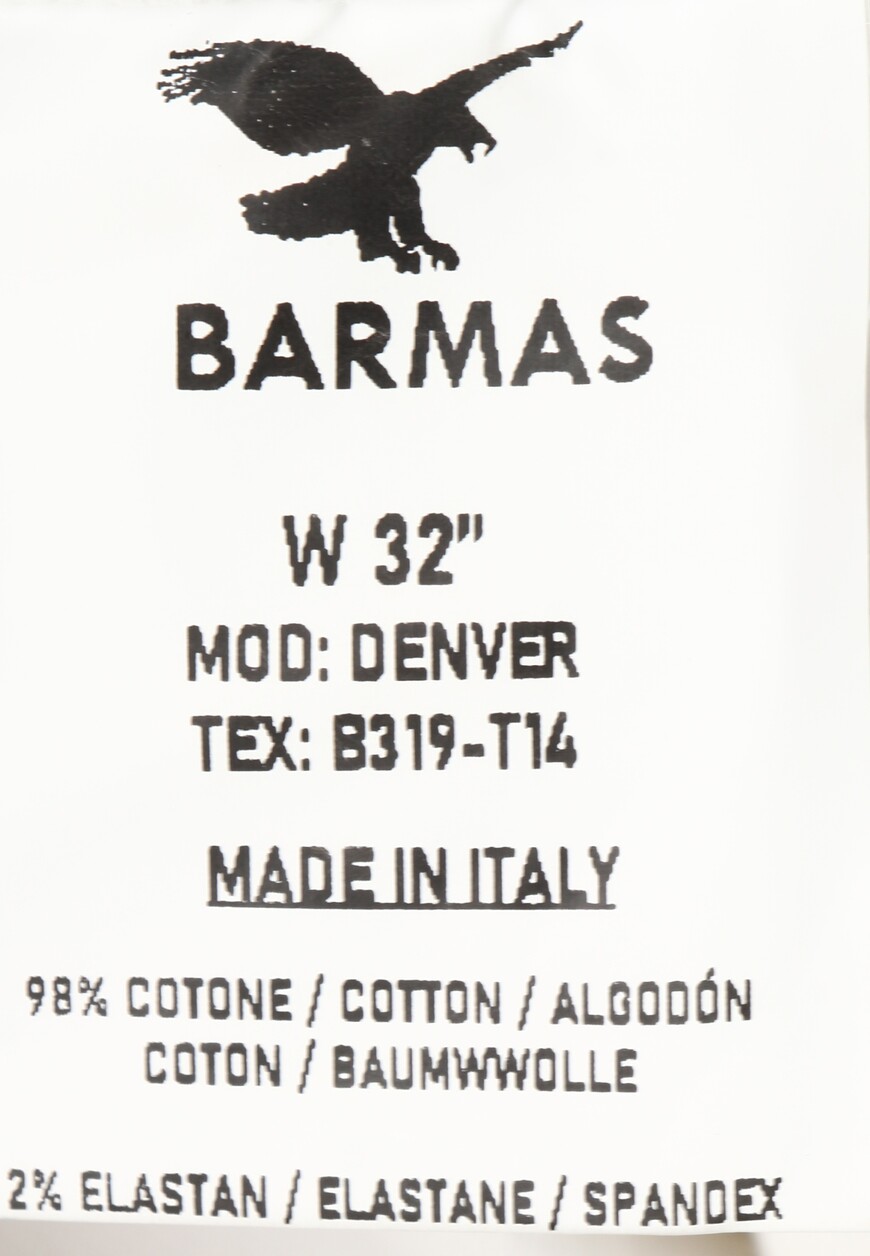 BARMAS
W 32"
MOD: DENVER
TEX: B319-T14
MADE IN ITALY
98% COTONE / COTTON / ALGODÓN
COTON / BAUMWWOLLE
2% ELASTAN / ELASTANE / SPANDEX